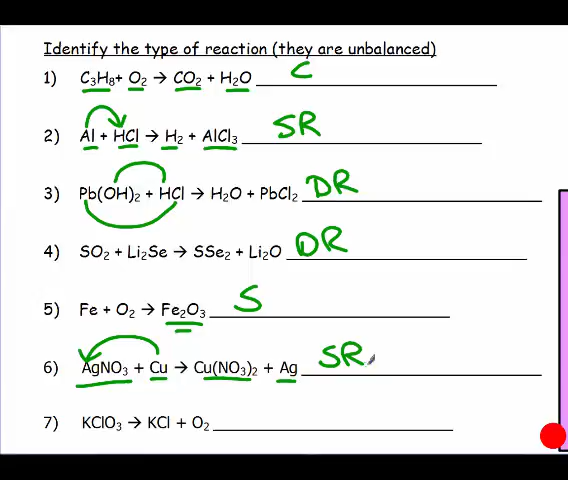 Identify the type of reaction (they are unbalanced)
1) C₃H₈+ O₂ → CO₂ + H₂O C
2) Al + HCl → H₂ + AlCl₃ SR
3) Pb(OH)₂ + HCl → H₂O + PbCl₂ DR
4) SO₂ + Li₂Se → SSe₂ + Li₂O DR
5) Fe + O₂ → Fe₂O₃ S
6) AgNO₃ + Cu → Cu(NO₃)₂ + Ag SR
7) KClO₃ → KCl + O₂